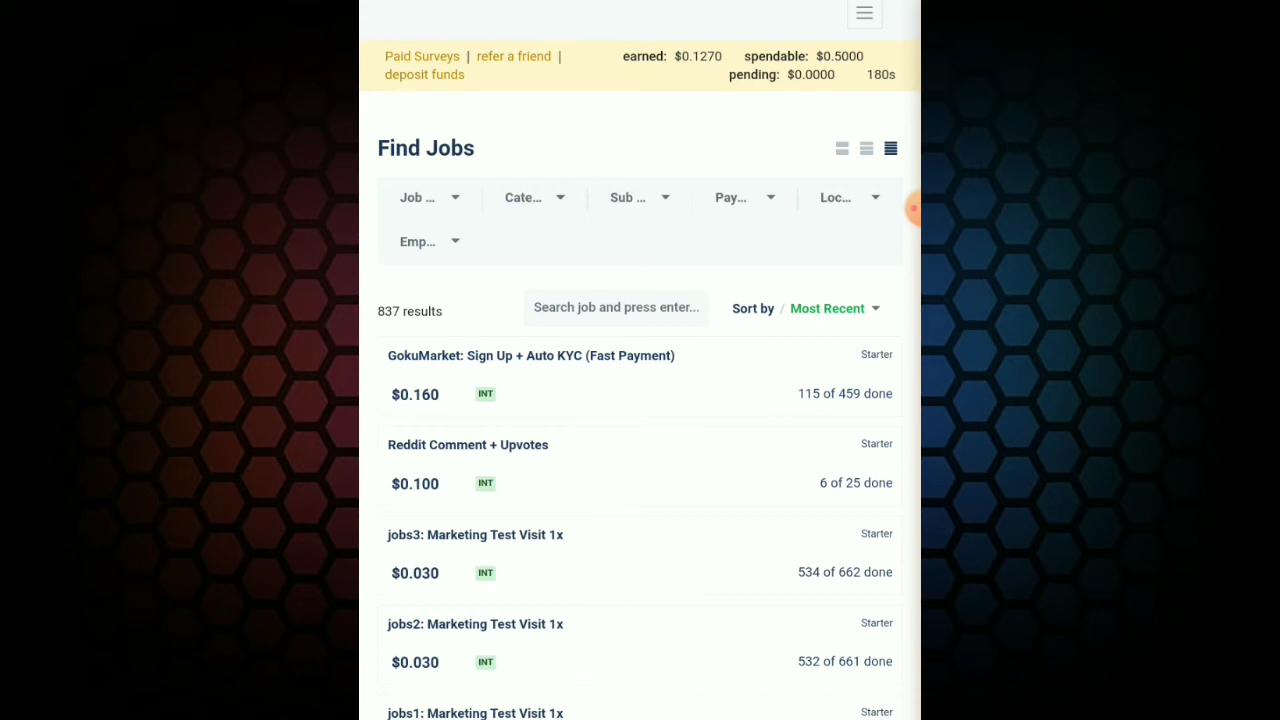 Paid Surveys | refer a friend |
deposit funds
earned: $0.1270 spendable: $0.5000
pending: $0.0000 180s
Find Jobs
Job ... Cate... Sub ... Pay... Loc...
Emp...
837 results Search job and press enter... Sort by / Most Recent
GokuMarket: Sign Up + Auto KYC (Fast Payment) Starter
$0.160 INT 115 of 459 done
Reddit Comment + Upvotes Starter
$0.100 INT 6 of 25 done
jobs3: Marketing Test Visit 1x Starter
$0.030 INT 534 of 662 done
jobs2: Marketing Test Visit 1x Starter
$0.030 INT 532 of 661 done
jobs1: Marketing Test Visit 1x Starter